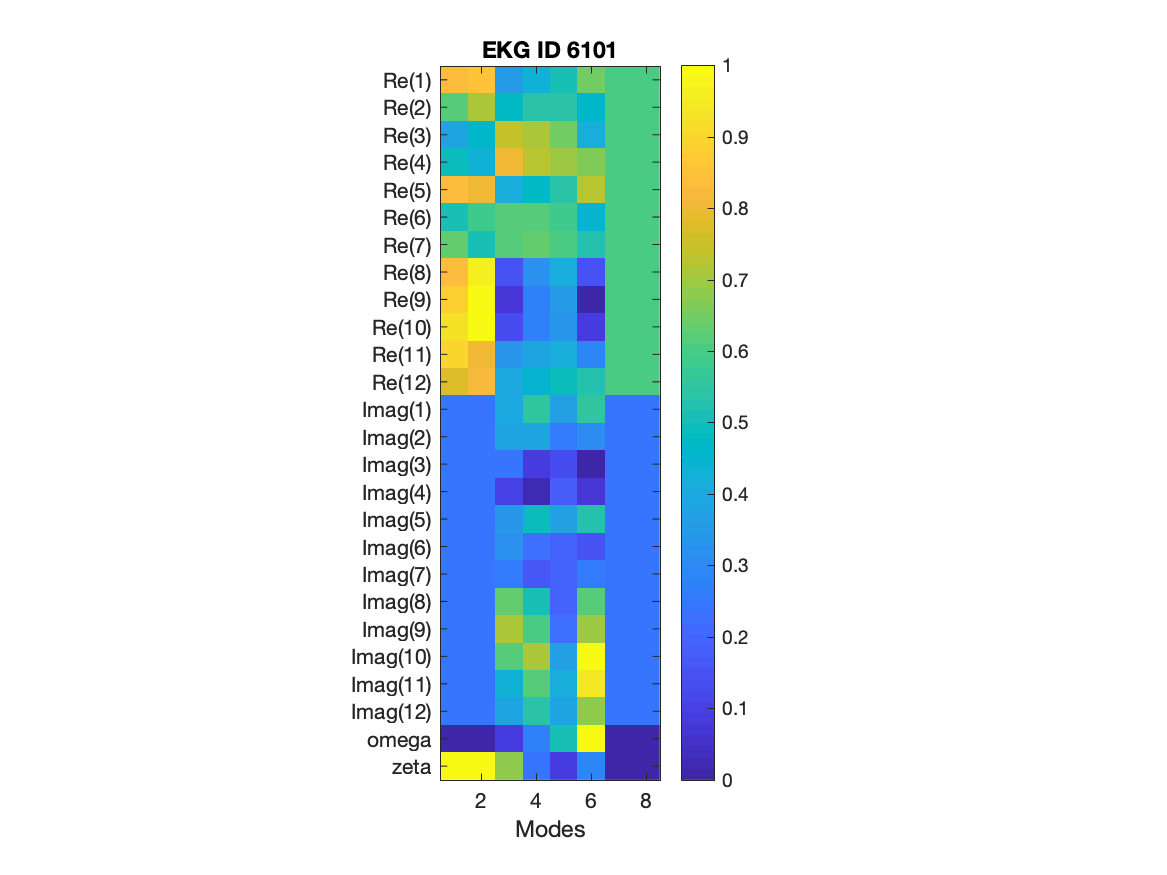 EKG ID 6101
Re(1)
Re(2)
Re(3)
Re(4)
Re(5)
Re(6)
Re(7)
Re(8)
Re(9)
Re(10)
Re(11)
Re(12)
Imag(1)
Imag(2)
Imag(3)
Imag(4)
Imag(5)
Imag(6)
Imag(7)
Imag(8)
Imag(9)
Imag(10)
Imag(11)
Imag(12)
omega
zeta
2 4 6 8
Modes
1
0.9
0.8
0.7
0.6
0.5
0.4
0.3
0.2
0.1
0